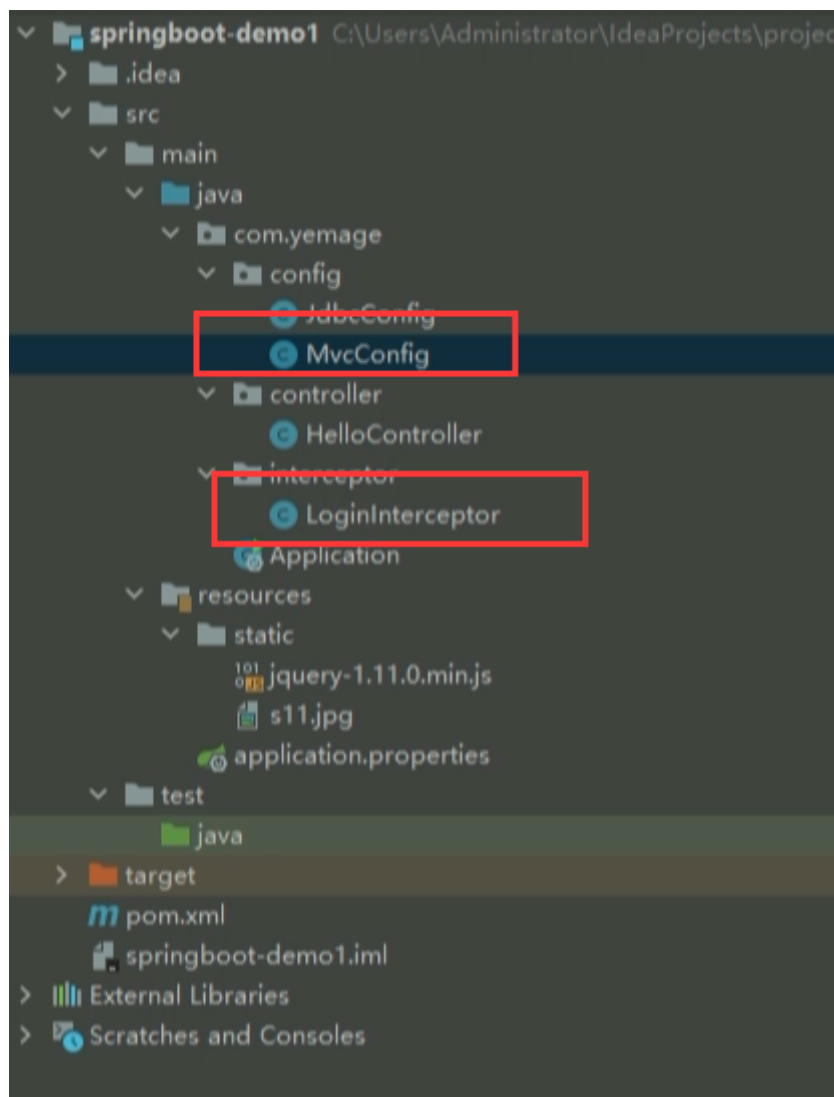 springboot-demo1 C:\Users\Administrator\IdeaProjects\projec
.idea
src
main
java
com.yemage
config
JdbcConfig
MvcConfig
controller
HelloController
interceptor
LoginInterceptor
Application
resources
static
jquery-1.11.0.min.js
s11.jpg
application.properties
test
java
target
pom.xml
springboot-demo1.iml
External Libraries
Scratches and Consoles